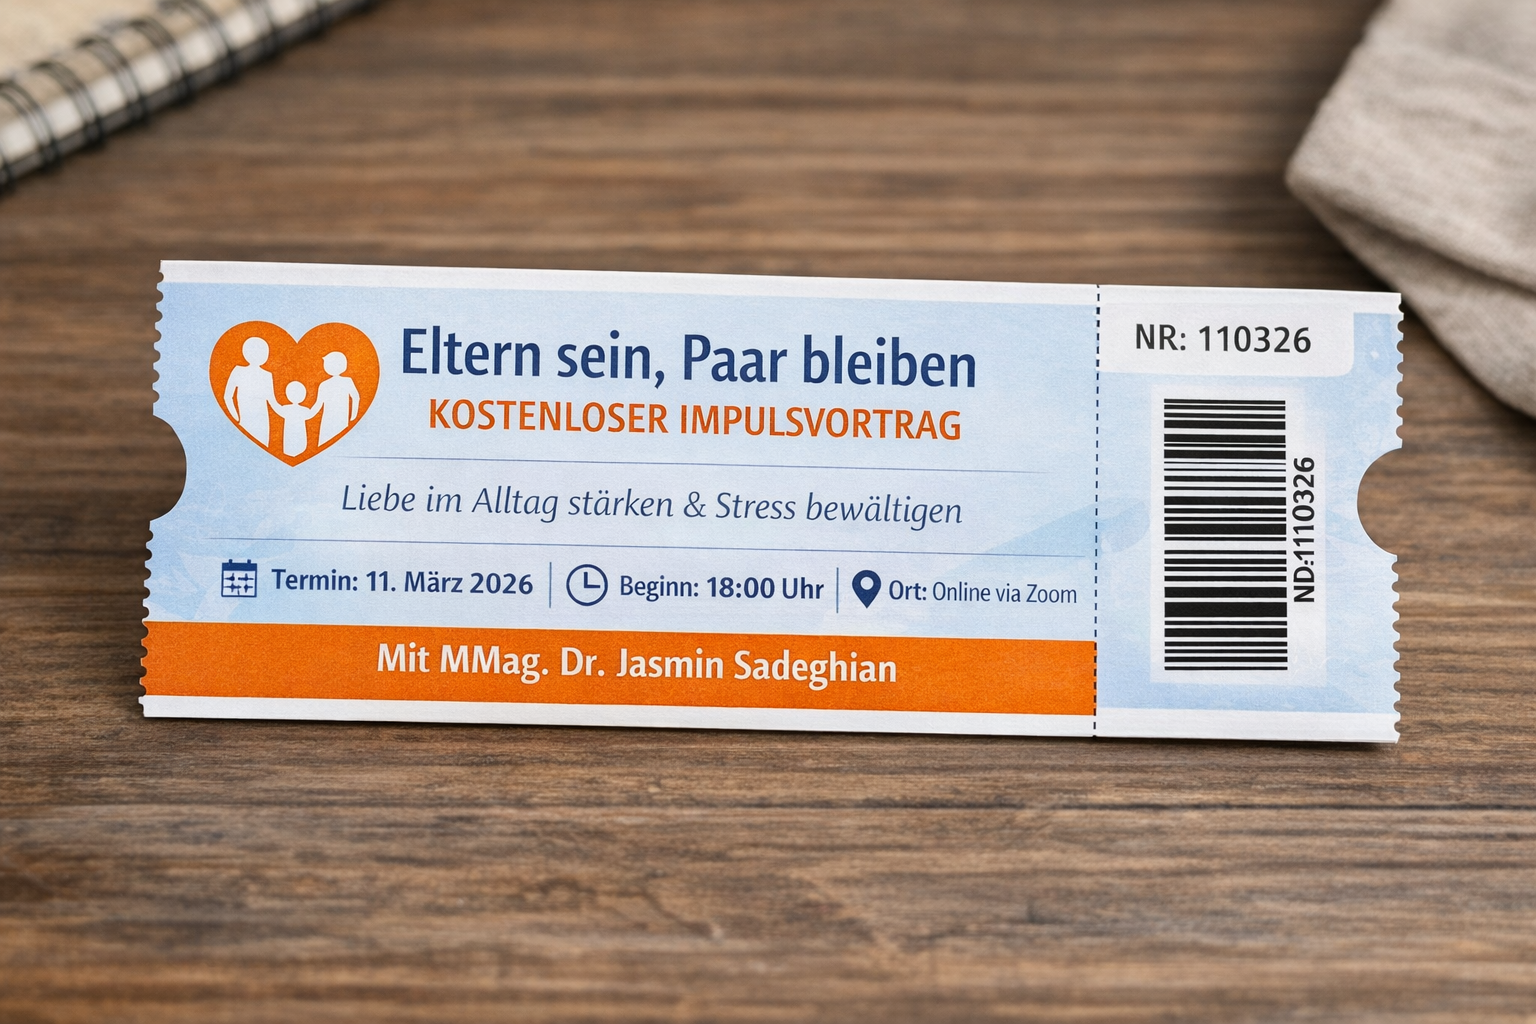 Eltern sein, Paar bleiben
KOSTENLOSER IMPULSVORTRAG
Liebe im Alltag stärken & Stress bewältigen
Termin: 11. März 2026
Beginn: 18:00 Uhr
Ort: Online via Zoom
Mit MMag. Dr. Jasmin Sadeghian
NR: 110326
ND:1110326